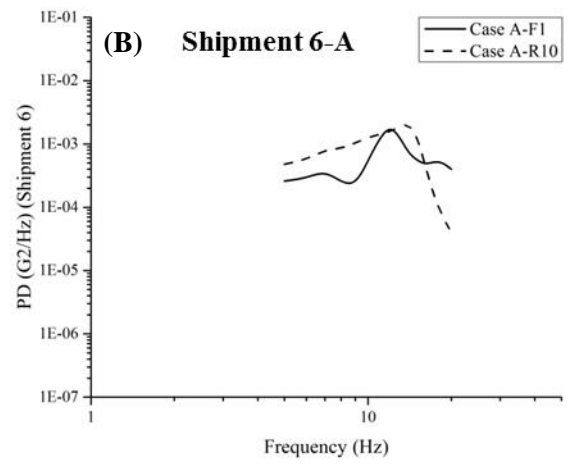 (B) Shipment 6-A
Case A-F1
Case A-R10
PD (G2/Hz) (Shipment 6)
1E-01
1E-02
1E-03
1E-04
1E-05
1E-06
1E-07
1
10
Frequency (Hz)